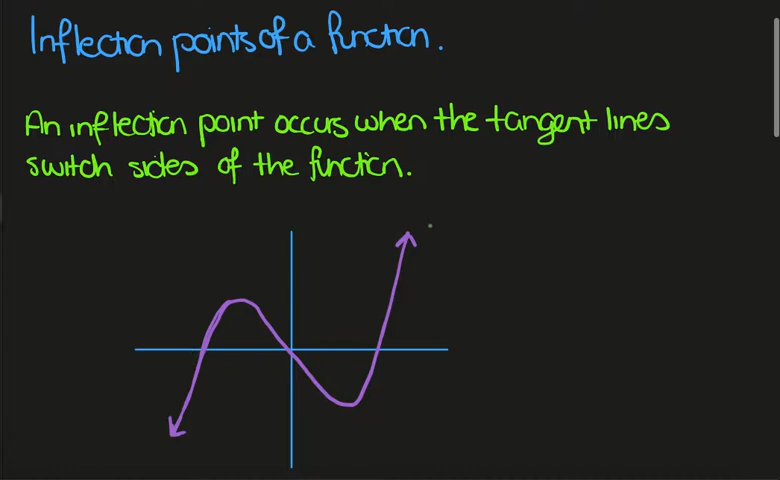 Inflection points of a function.
An inflection point occurs when the tangent lines
switch sides of the function.